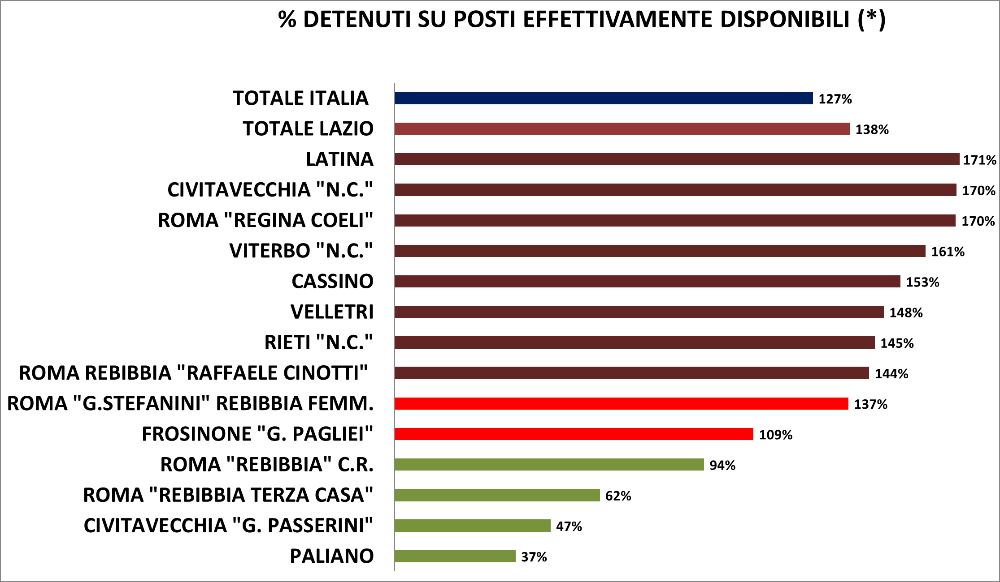 % DETENUTI SU POSTI EFFETTIVAMENTE DISPONIBILI (*)
TOTALE ITALIA 127%
TOTALE LAZIO 138%
LATINA 171%
CIVITAVECCHIA "N.C." 170%
ROMA "REGINA COELI" 170%
VITERBO "N.C." 161%
CASSINO 153%
VELLETRI 148%
RIETI "N.C." 145%
ROMA REBIBBIA "RAFFAELE CINOTTI" 144%
ROMA "G.STEFANINI" REBIBBIA FEMM. 137%
FROSINONE "G. PAGLIEI" 109%
ROMA "REBIBBIA" C.R. 94%
ROMA "REBIBBIA TERZA CASA" 62%
CIVITAVECCHIA "G. PASSERINI" 47%
PALIANO 37%